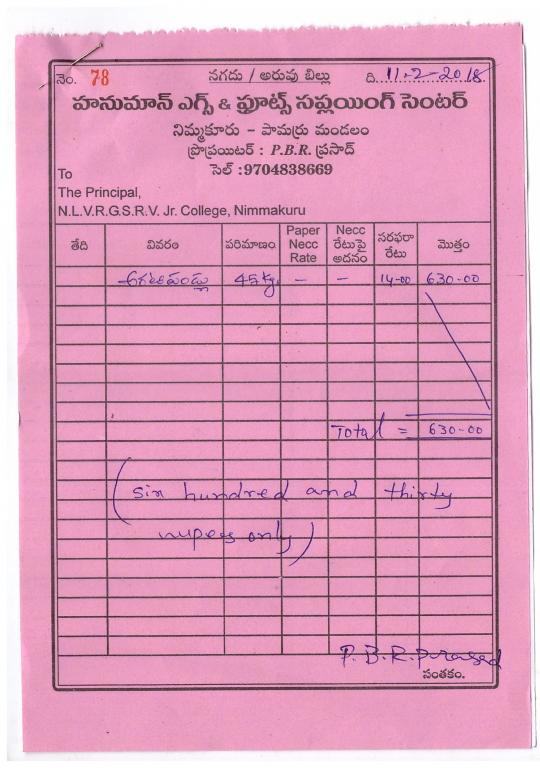 నెం. 78 నగదు / అరువు బిల్లు ది. 11-2-2018
హనుమాన్ ఎగ్స్ & ఫ్రూట్స్ సప్లయింగ్ సెంటర్
నిమ్మకూరు - పామర్రు మండలం
ప్రొప్రయిటర్ : P.B.R. ప్రసాద్
సెల్ :9704838669
To
The Principal,
N.L.V.R.G.S.R.V. Jr. College, Nimmakuru
తేది వివరం పరిమాణం Paper Necc Rate Necc రేటుపై అదనం సరఫరా రేటు మొత్తం
45 kg - - 14-00 630-00
Total = 630-00
(six hundred and thirty
rupees only)
P. B. R. Prasad
సంతకం.